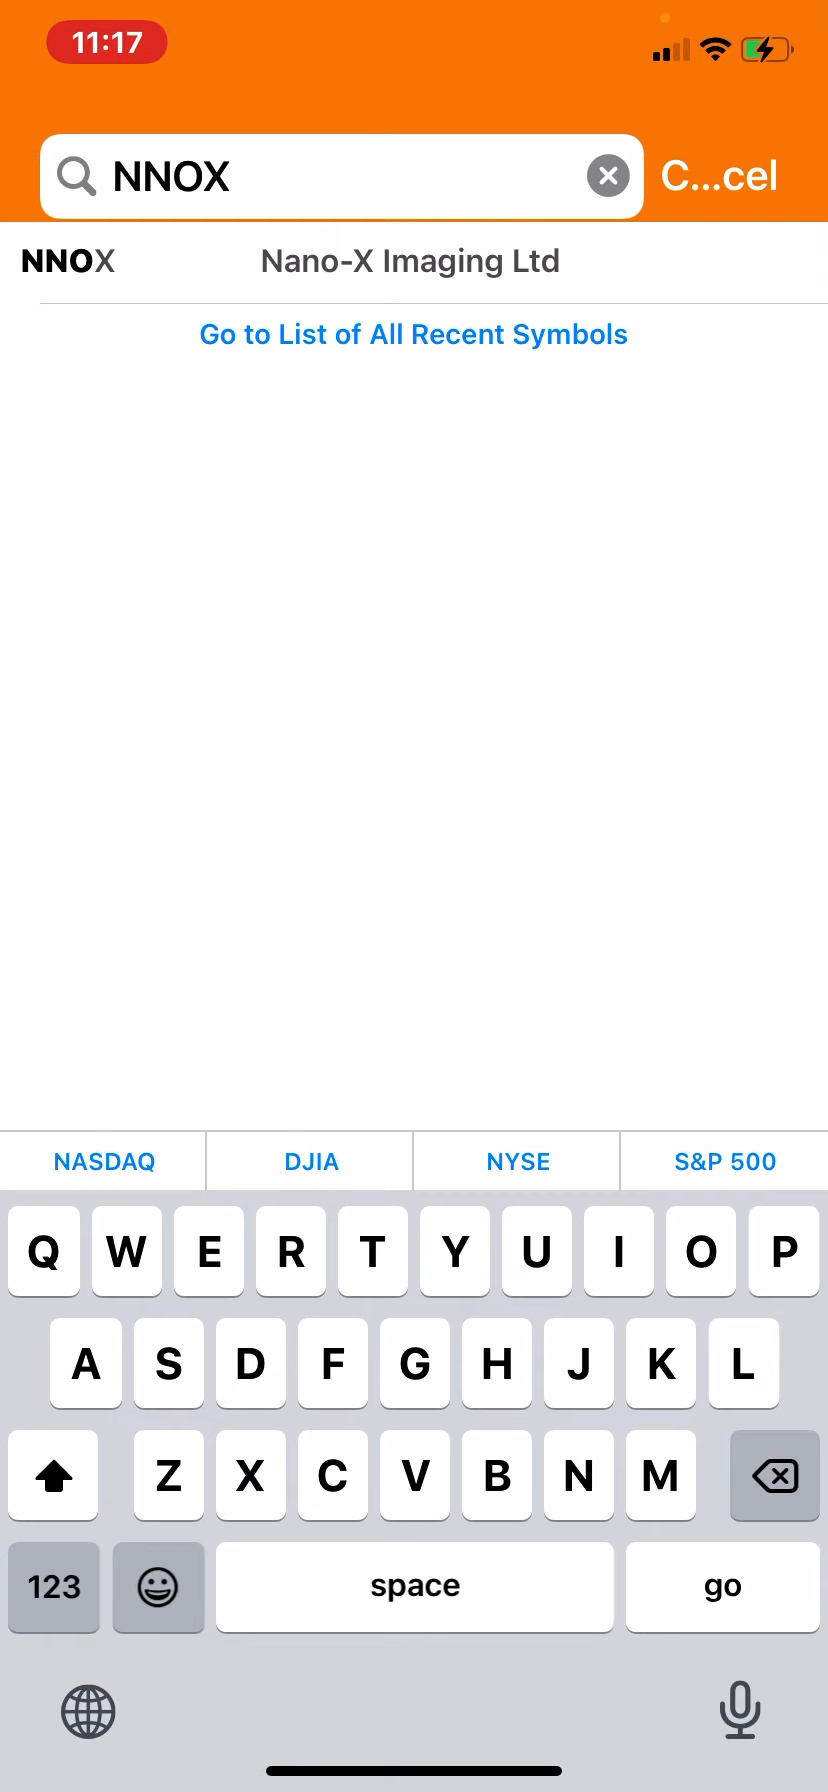 11:17
NNOX
C...cel
NNOX Nano-X Imaging Ltd
Go to List of All Recent Symbols
NASDAQ DJIA NYSE S&P 500
Q W E R T Y U I O P
A S D F G H J K L
Z X C V B N M
123 space go